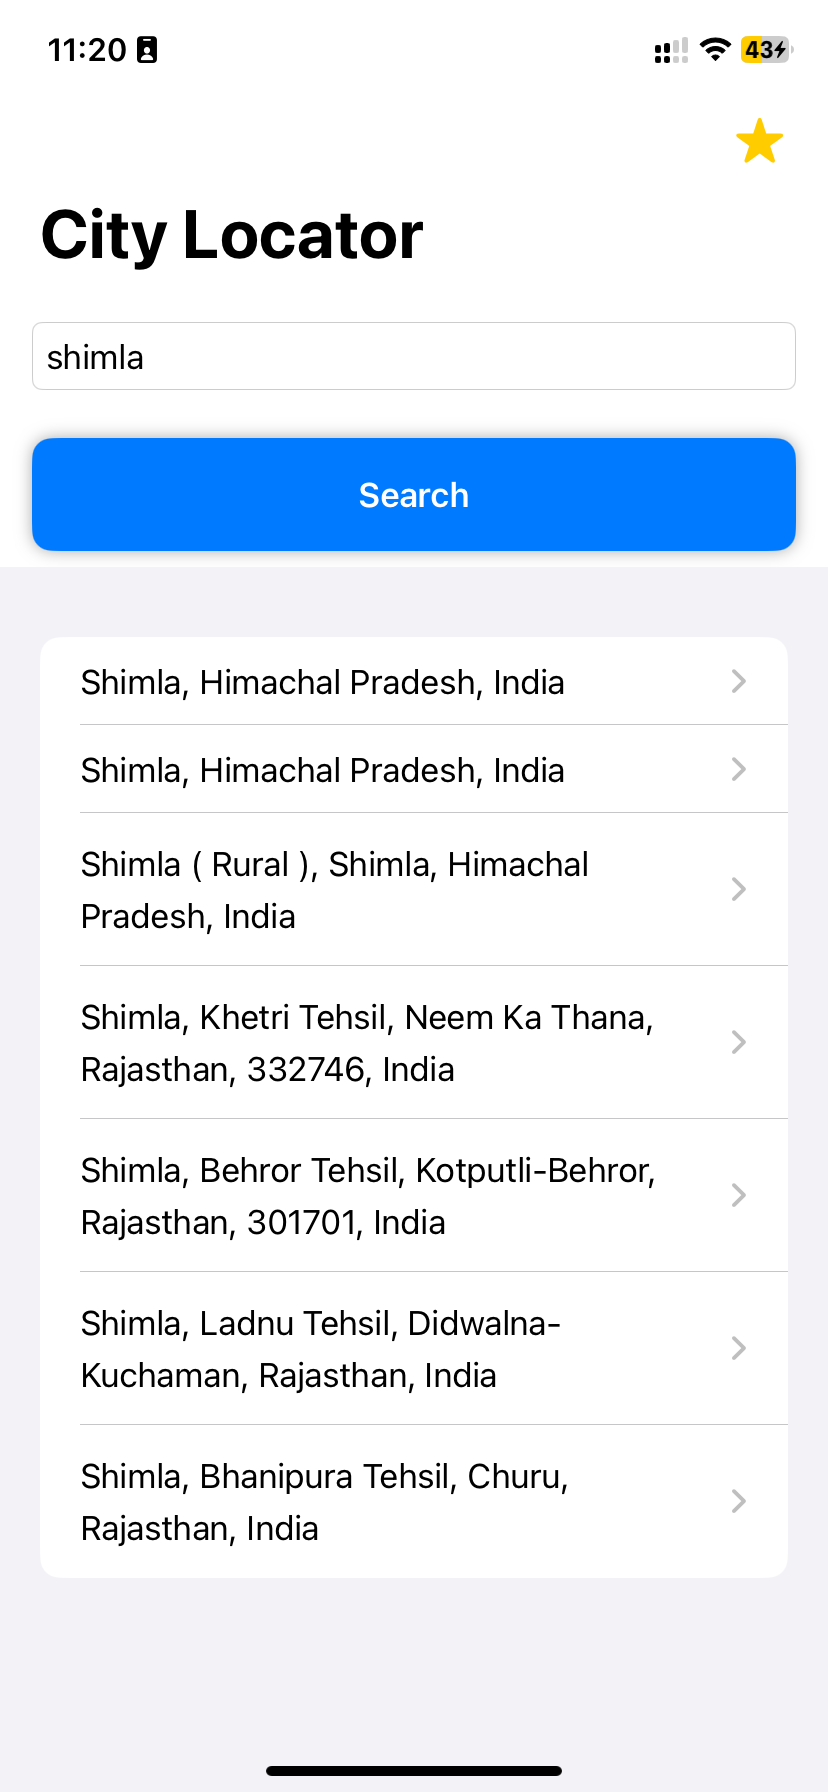 11:20
43
City Locator
shimla
Search
Shimla, Himachal Pradesh, India
Shimla, Himachal Pradesh, India
Shimla ( Rural ), Shimla, Himachal
Pradesh, India
Shimla, Khetri Tehsil, Neem Ka Thana,
Rajasthan, 332746, India
Shimla, Behror Tehsil, Kotputli-Behror,
Rajasthan, 301701, India
Shimla, Ladnu Tehsil, Didwalna-
Kuchaman, Rajasthan, India
Shimla, Bhanipura Tehsil, Churu,
Rajasthan, India